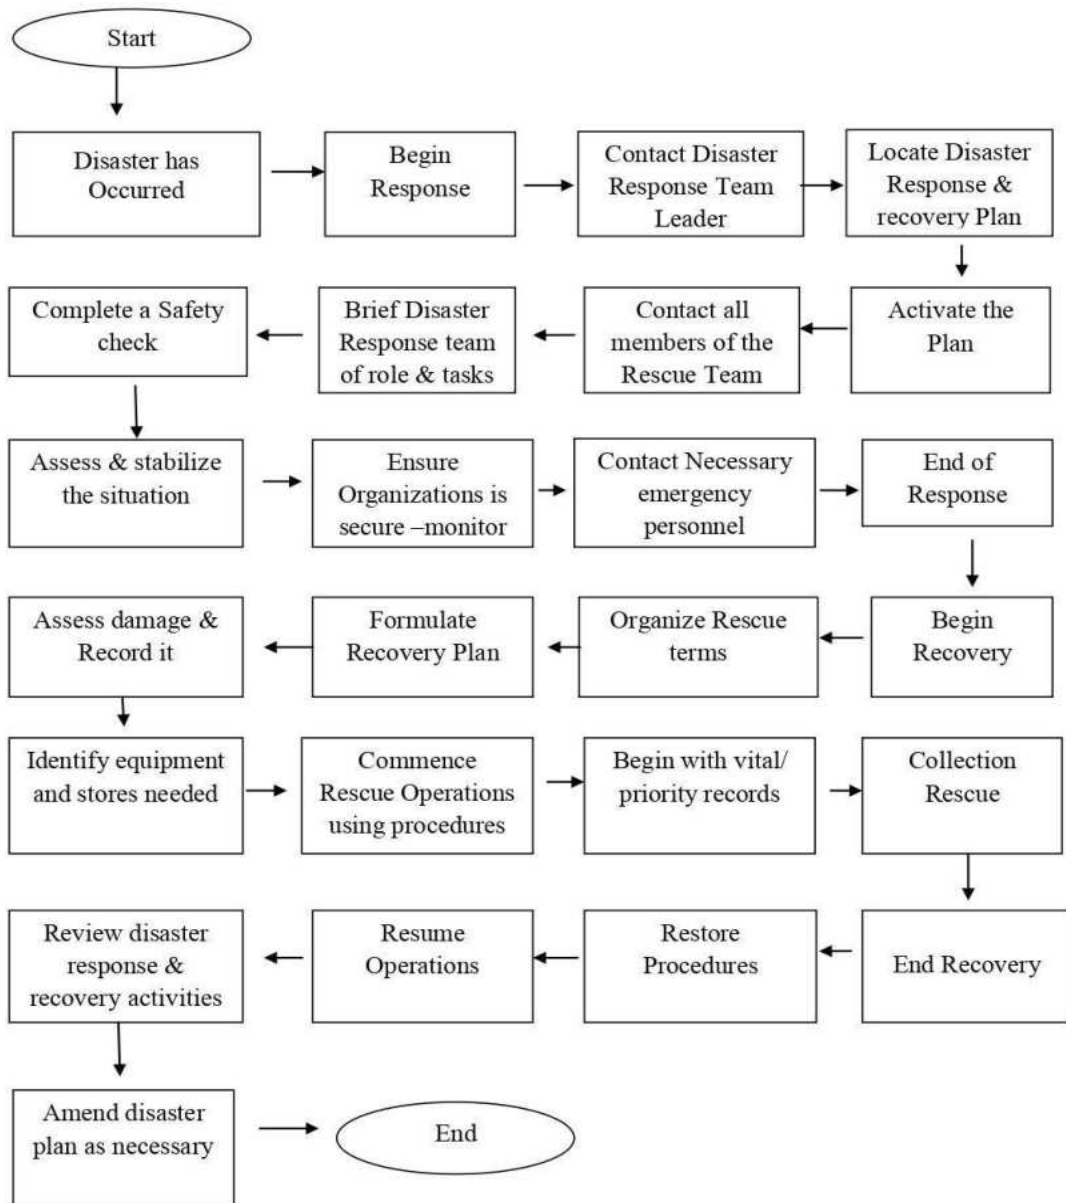 Start
Disaster has
Occurred
Begin
Response
Contact Disaster
Response Team
Leader
Locate Disaster
Response &
recovery Plan
Activate the
Plan
Contact all
members of the
Rescue Team
Brief Disaster
Response team
of role & tasks
Complete a Safety
check
Assess & stabilize
the situation
Ensure
Organizations is
secure –monitor
Contact Necessary
emergency
personnel
End of
Response
Begin
Recovery
Organize Rescue
terms
Formulate
Recovery Plan
Assess damage &
Record it
Identify equipment
and stores needed
Commence
Rescue Operations
using procedures
Begin with vital/
priority records
Collection
Rescue
End Recovery
Restore
Procedures
Resume
Operations
Review disaster
response &
recovery activities
Amend disaster
plan as necessary
End